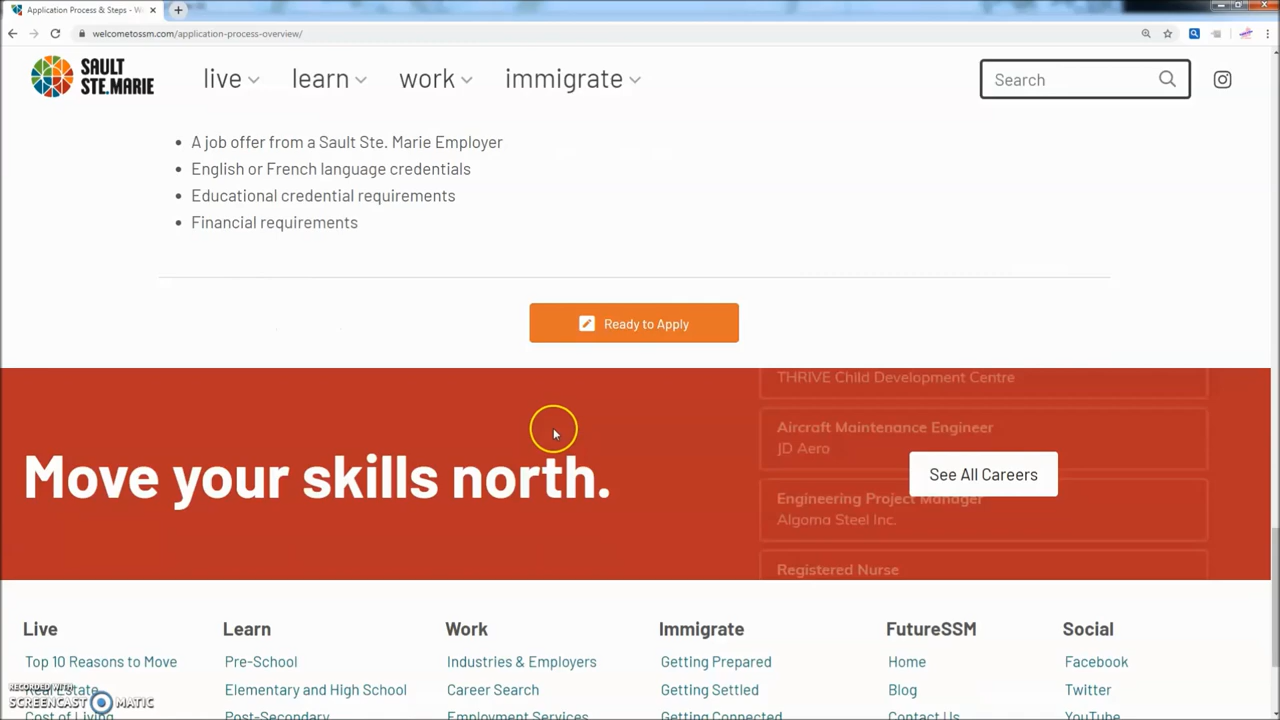 Application Process & Steps - W
welcometossm.com/application-process-overview/
SAULT
STE.MARIE
live
learn
work
immigrate
Search
A job offer from a Sault Ste. Marie Employer
English or French language credentials
Educational credential requirements
Financial requirements
Ready to Apply
THRIVE Child Development Centre
Aircraft Maintenance Engineer
JD Aero
Move your skills north.
See All Careers
Engineering Project Manager
Algoma Steel Inc.
Registered Nurse
Live
Learn
Work
Immigrate
FutureSSM
Social
Top 10 Reasons to Move
Pre-School
Industries & Employers
Getting Prepared
Home
Facebook
Real Estate
Elementary and High School
Career Search
Getting Settled
Blog
Twitter
RECORDED WITH
SCREENCAST MATIC
Cost of Living
Post-Secondary
Employment Services
Getting Connected
Contact Us
YouTube